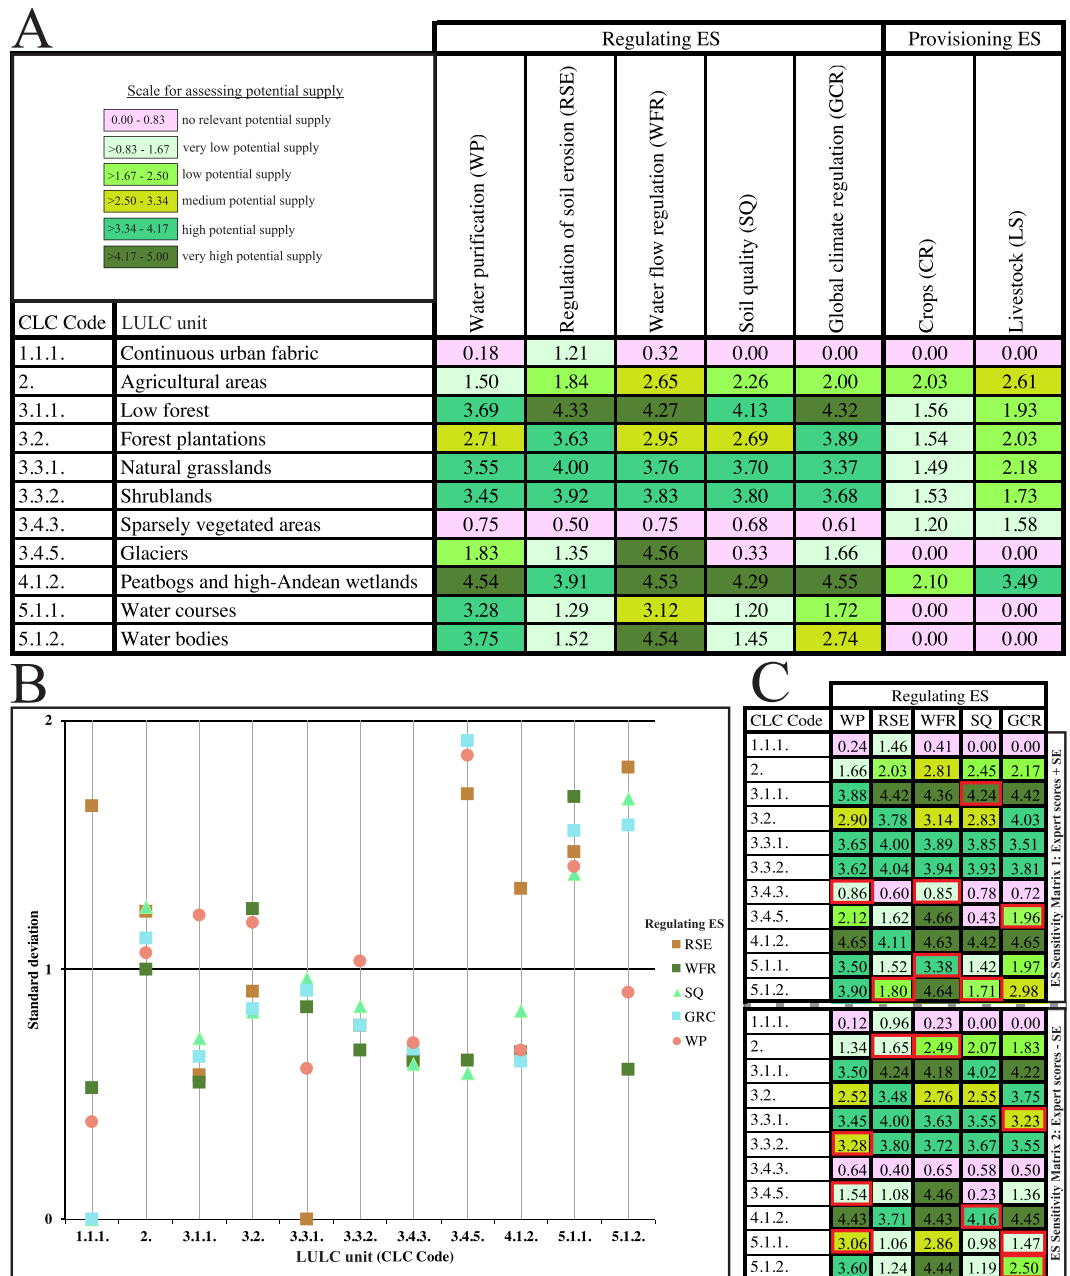 A
Regulating ES Provisioning ES
Scale for assessing potential supply
0.00 - 0.83 no relevant potential supply
>0.83 - 1.67 very low potential supply
>1.67 - 2.50 low potential supply
>2.50 - 3.34 medium potential supply
>3.34 - 4.17 high potential supply
>4.17 - 5.00 very high potential supply
Water purification (WP)
Regulation of soil erosion (RSE)
Water flow regulation (WFR)
Soil quality (SQ)
Global climate regulation (GCR)
Crops (CR)
Livestock (LS)
CLC Code LULC unit
1.1.1. Continuous urban fabric 0.18 1.21 0.32 0.00 0.00 0.00 0.00
2. Agricultural areas 1.50 1.84 2.65 2.26 2.00 2.03 2.61
3.1.1. Low forest 3.69 4.33 4.27 4.13 4.32 1.56 1.93
3.2. Forest plantations 2.71 3.63 2.95 2.69 3.89 1.54 2.03
3.3.1. Natural grasslands 3.55 4.00 3.76 3.70 3.37 1.49 2.18
3.3.2. Shrublands 3.45 3.92 3.83 3.80 3.68 1.53 1.73
3.4.3. Sparsely vegetated areas 0.75 0.50 0.75 0.68 0.61 1.20 1.58
3.4.5. Glaciers 1.83 1.35 4.56 0.33 1.66 0.00 0.00
4.1.2. Peatbogs and high-Andean wetlands 4.54 3.91 4.53 4.29 4.55 2.10 3.49
5.1.1. Water courses 3.28 1.29 3.12 1.20 1.72 0.00 0.00
5.1.2. Water bodies 3.75 1.52 4.54 1.45 2.74 0.00 0.00
B
2
1
0
Standard deviation
1.1.1. 2. 3.1.1. 3.2. 3.3.1. 3.3.2. 3.4.3. 3.4.5. 4.1.2. 5.1.1. 5.1.2.
LULC unit (CLC Code)
Regulating ES
RSE
WFR
SQ
GRC
WP
C
Regulating ES
CLC Code WP RSE WFR SQ GCR
1.1.1. 0.24 1.46 0.41 0.00 0.00
2. 1.66 2.03 2.81 2.45 2.17
3.1.1. 3.88 4.42 4.36 4.24 4.42
3.2. 2.90 3.78 3.14 2.83 4.03
3.3.1. 3.65 4.00 3.89 3.85 3.51
3.3.2. 3.62 4.04 3.94 3.93 3.81
3.4.3. 0.86 0.60 0.85 0.78 0.72
3.4.5. 2.12 1.62 4.66 0.43 1.96
4.1.2. 4.65 4.11 4.63 4.42 4.65
5.1.1. 3.50 1.52 3.38 1.42 1.97
5.1.2. 3.90 1.80 4.64 1.71 2.98
ES Sensitivity Matrix 1: Expert scores + SE
1.1.1. 0.12 0.96 0.23 0.00 0.00
2. 1.34 1.65 2.49 2.07 1.83
3.1.1. 3.50 4.24 4.18 4.02 4.22
3.2. 2.52 3.48 2.76 2.55 3.75
3.3.1. 3.45 4.00 3.63 3.55 3.23
3.3.2. 3.28 3.80 3.72 3.67 3.55
3.4.3. 0.64 0.40 0.65 0.58 0.50
3.4.5. 1.54 1.08 4.46 0.23 1.36
4.1.2. 4.43 3.71 4.43 4.16 4.45
5.1.1. 3.06 1.06 2.86 0.98 1.47
5.1.2. 3.60 1.24 4.44 1.19 2.50
ES Sensitivity Matrix 2: Expert scores - SE